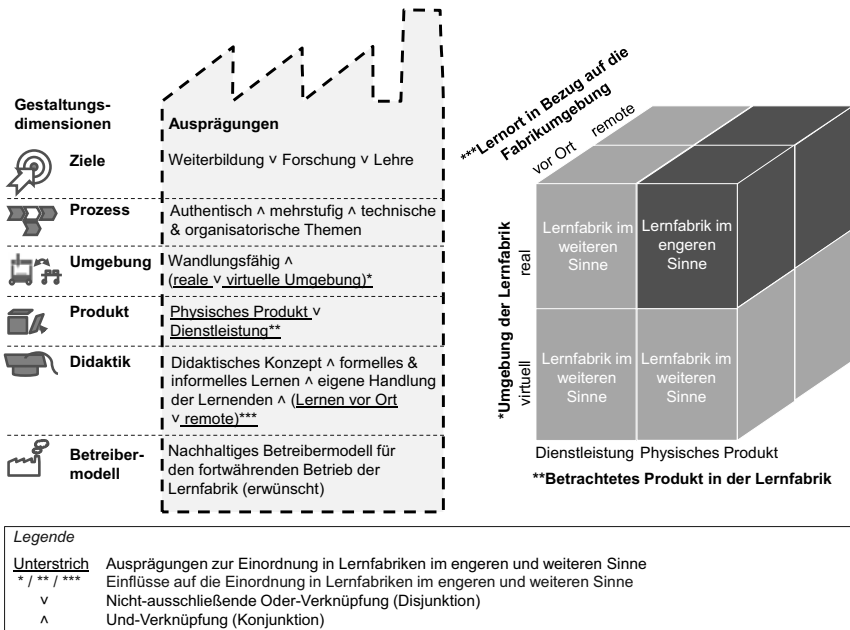 Gestaltungs-
dimensionen
Ausprägungen
Ziele
Weiterbildung v Forschung v Lehre
Prozess
Authentisch ʌ mehrstufig ʌ technische
& organisatorische Themen
Umgebung
Wandlungsfähig ʌ
(reale v virtuelle Umgebung)*
Produkt
Physisches Produkt v
Dienstleistung**
Didaktik
Didaktisches Konzept ʌ formelles &
informelles Lernen ʌ eigene Handlung
der Lernenden ʌ (Lernen vor Ort
v remote)***
Betreiber-
modell
Nachhaltiges Betreibermodell für
den fortwährenden Betrieb der
Lernfabrik (erwünscht)
***Lernort in Bezug auf die
Fabrikumgebung
vor Ort
remote
*Umgebung der Lernfabrik
real
virtuell
Lernfabrik im
weiteren
Sinne
Lernfabrik im
engeren
Sinne
Lernfabrik im
weiteren
Sinne
Lernfabrik im
weiteren
Sinne
Dienstleistung
Physisches Produkt
**Betrachtetes Produkt in der Lernfabrik
Legende
Unterstrich Ausprägungen zur Einordnung in Lernfabriken im engeren und weiteren Sinne
* / ** / *** Einflüsse auf die Einordnung in Lernfabriken im engeren und weiteren Sinne
v Nicht-ausschließende Oder-Verknüpfung (Disjunktion)
ʌ Und-Verknüpfung (Konjunktion)